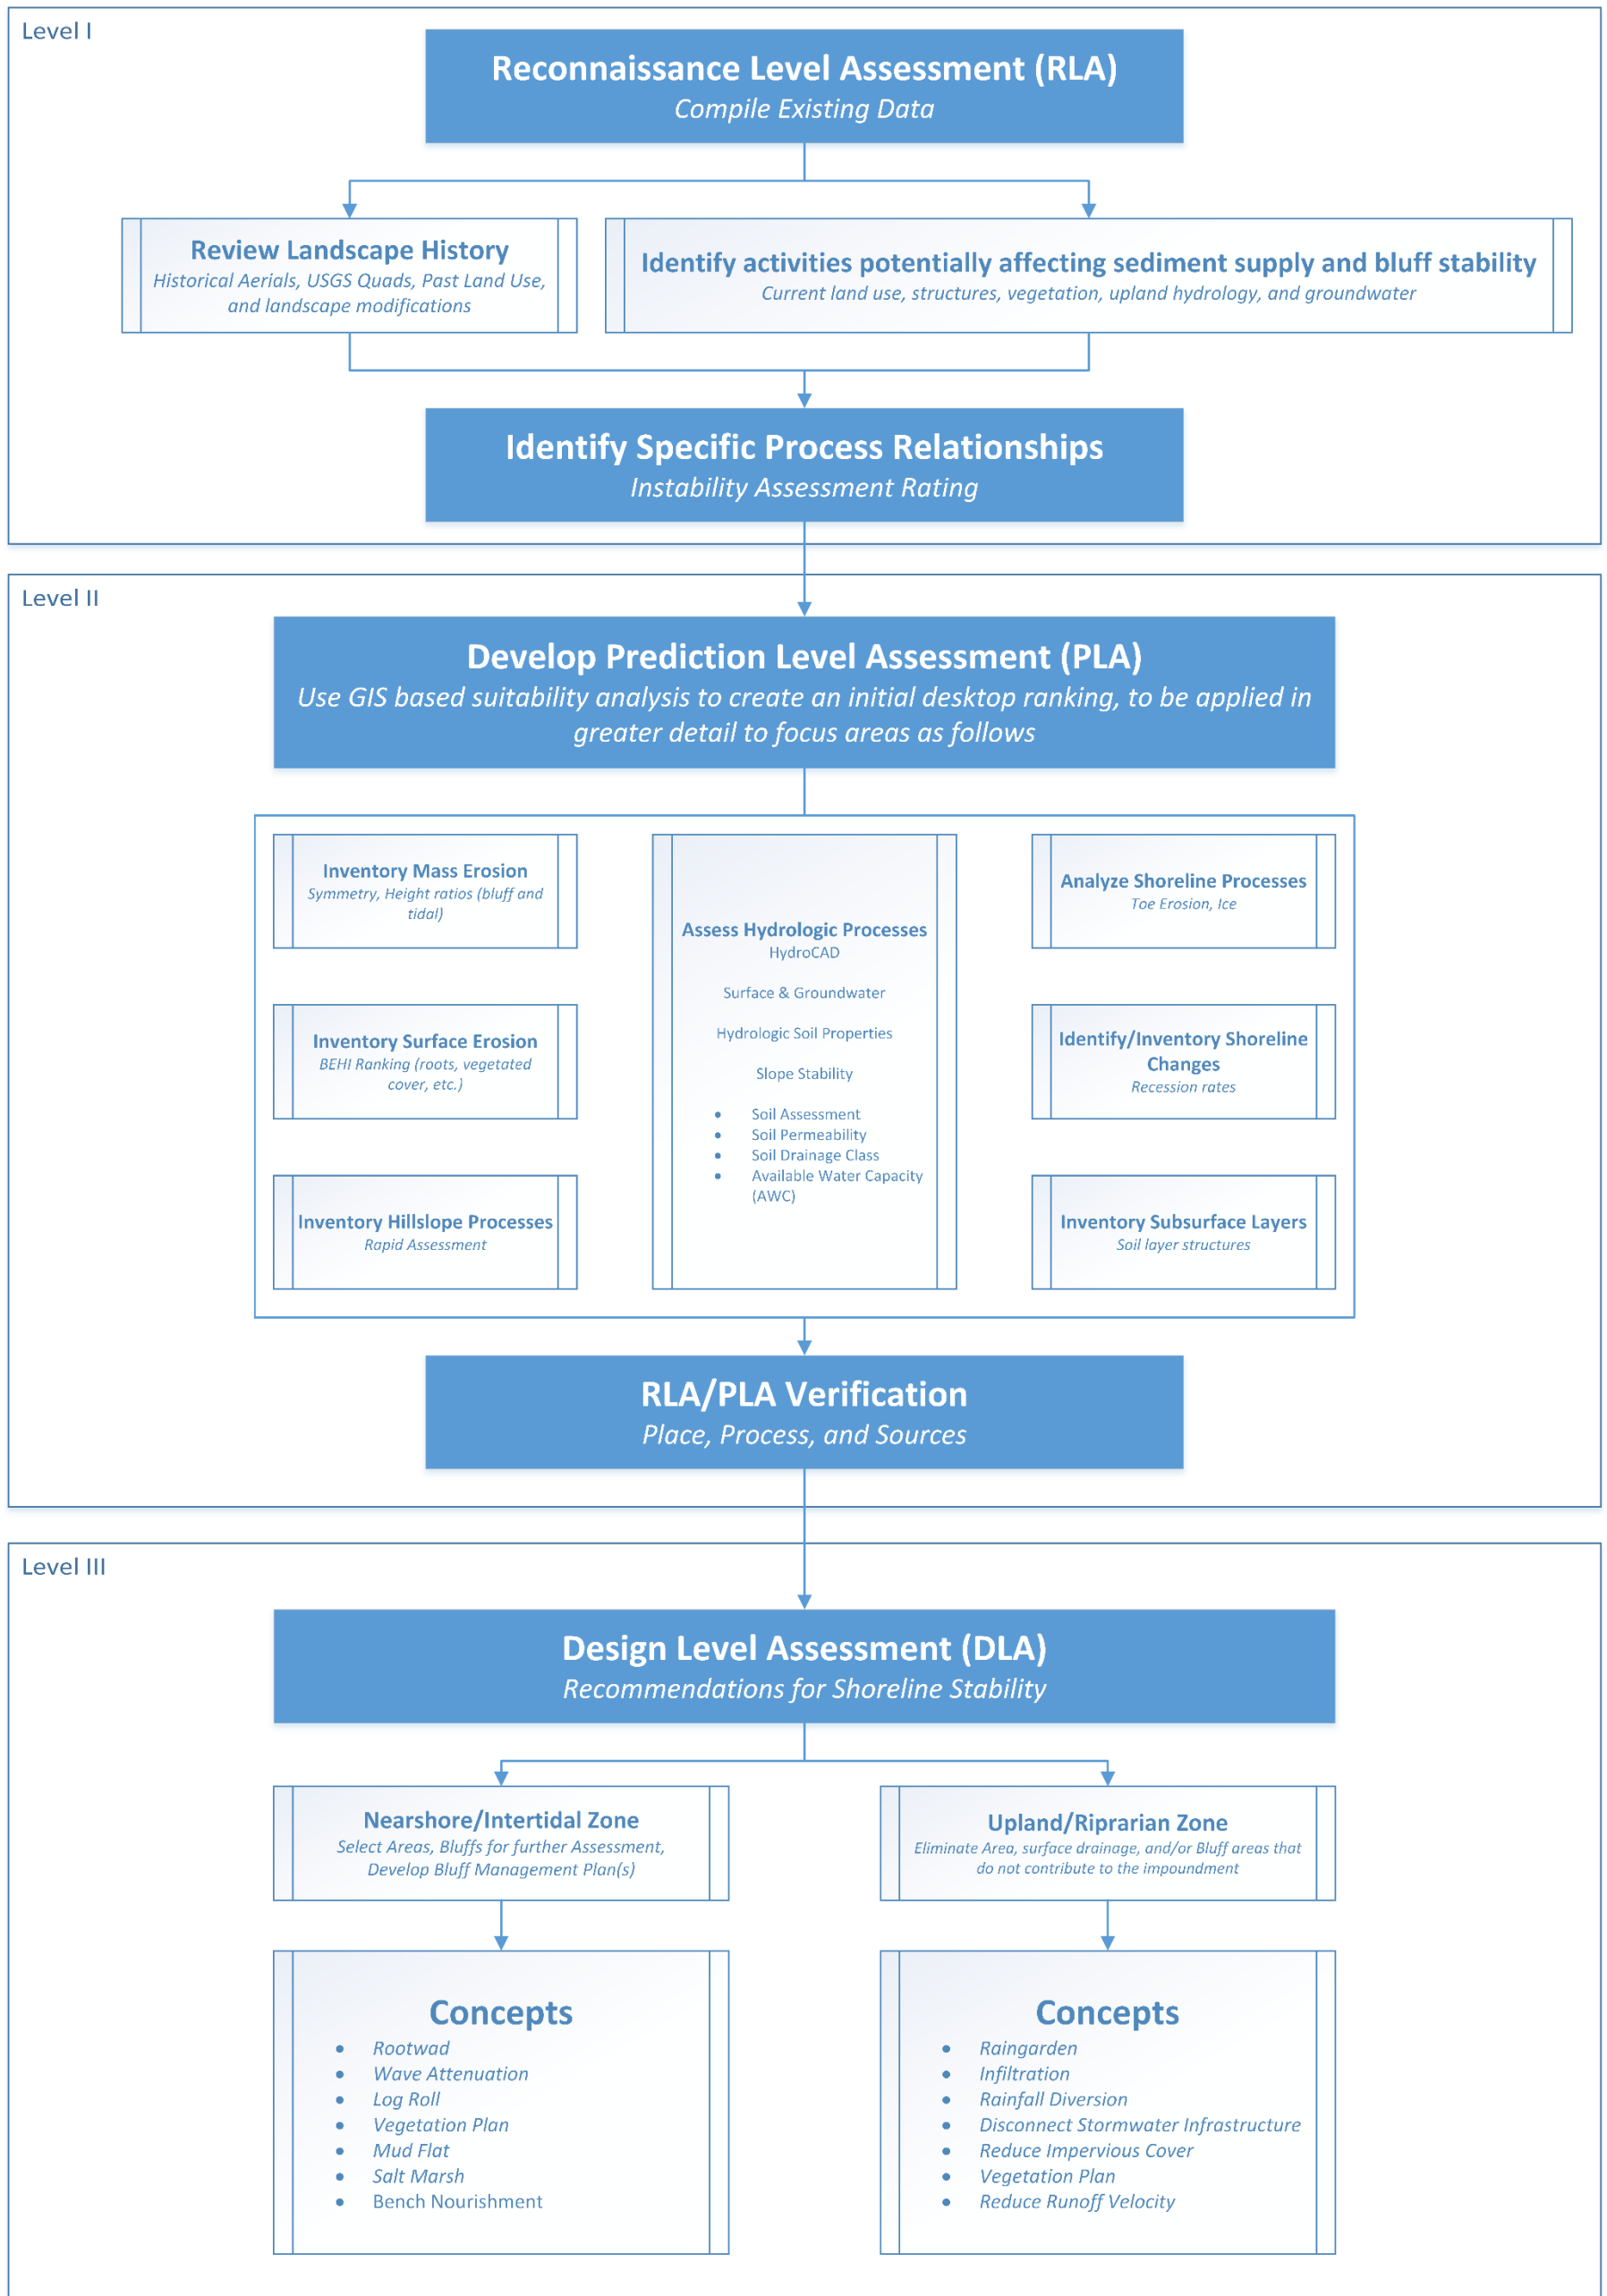 Level I
Reconnaissance Level Assessment (RLA)
Compile Existing Data
Review Landscape History
Historical Aerials, USGS Quads, Past Land Use,
and landscape modifications
Identify activities potentially affecting sediment supply and bluff stability
Current land use, structures, vegetation, upland hydrology, and groundwater
Identify Specific Process Relationships
Instability Assessment Rating
Level II
Develop Prediction Level Assessment (PLA)
Use GIS based suitability analysis to create an initial desktop ranking, to be applied in
greater detail to focus areas as follows
Inventory Mass Erosion
Symmetry, Height ratios (bluff and
tidal)
Inventory Surface Erosion
BEHI Ranking (roots, vegetated
cover, etc.)
Inventory Hillslope Processes
Rapid Assessment
Assess Hydrologic Processes
HydroCAD
Surface & Groundwater
Hydrologic Soil Properties
Slope Stability
• Soil Assessment
• Soil Permeability
• Soil Drainage Class
• Available Water Capacity
(AWC)
Analyze Shoreline Processes
Toe Erosion, Ice
Identify/Inventory Shoreline
Changes
Recession rates
Inventory Subsurface Layers
Soil layer structures
RLA/PLA Verification
Place, Process, and Sources
Level III
Design Level Assessment (DLA)
Recommendations for Shoreline Stability
Nearshore/Intertidal Zone
Select Areas, Bluffs for further Assessment,
Develop Bluff Management Plan(s)
Concepts
• Rootwad
• Wave Attenuation
• Log Roll
• Vegetation Plan
• Mud Flat
• Salt Marsh
• Bench Nourishment
Upland/Riprarian Zone
Eliminate Area, surface drainage, and/or Bluff areas that
do not contribute to the impoundment
Concepts
• Raingarden
• Infiltration
• Rainfall Diversion
• Disconnect Stormwater Infrastructure
• Reduce Impervious Cover
• Vegetation Plan
• Reduce Runoff Velocity